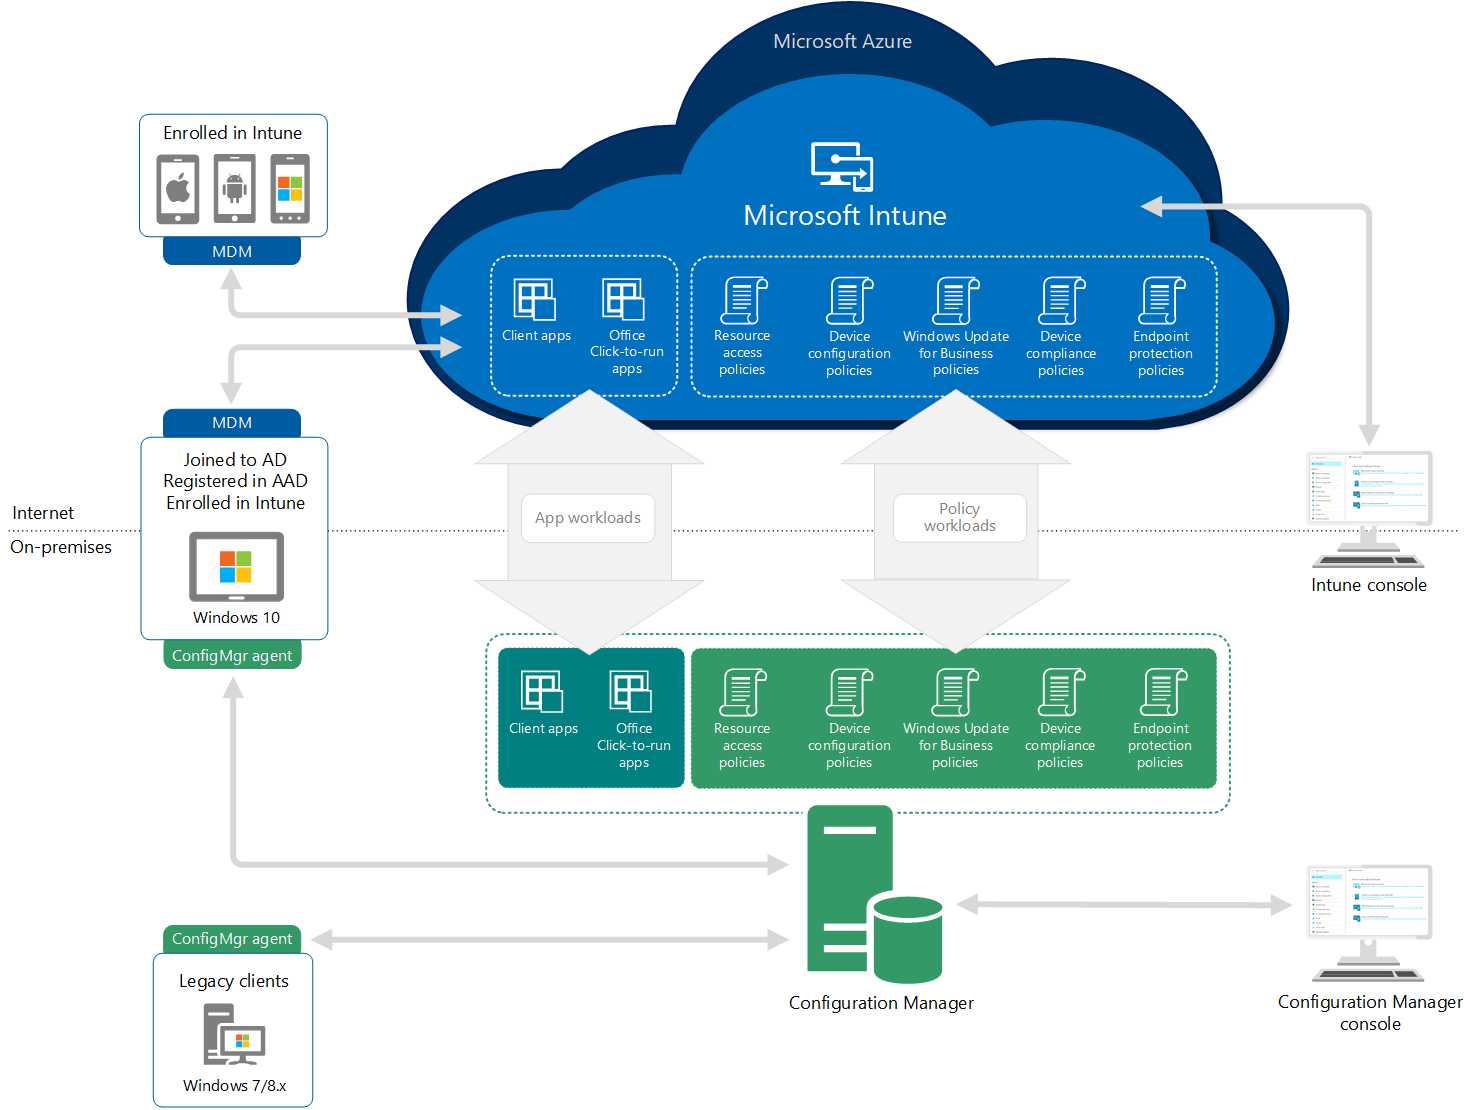 Microsoft Azure
Enrolled in Intune
MDM
Microsoft Intune
Client apps
Office
Click-to-run
apps
Resource
access
policies
Device
configuration
policies
Windows Update
for Business
policies
Device
compliance
policies
Endpoint
protection
policies
MDM
Joined to AD
Registered in AAD
Enrolled in Intune
Windows 10
ConfigMgr agent
Internet
On-premises
App workloads
Policy
workloads
Intune console
Client apps
Office
Click-to-run
apps
Resource
access
policies
Device
configuration
policies
Windows Update
for Business
policies
Device
compliance
policies
Endpoint
protection
policies
ConfigMgr agent
Legacy clients
Windows 7/8.x
Configuration Manager
Configuration Manager
console